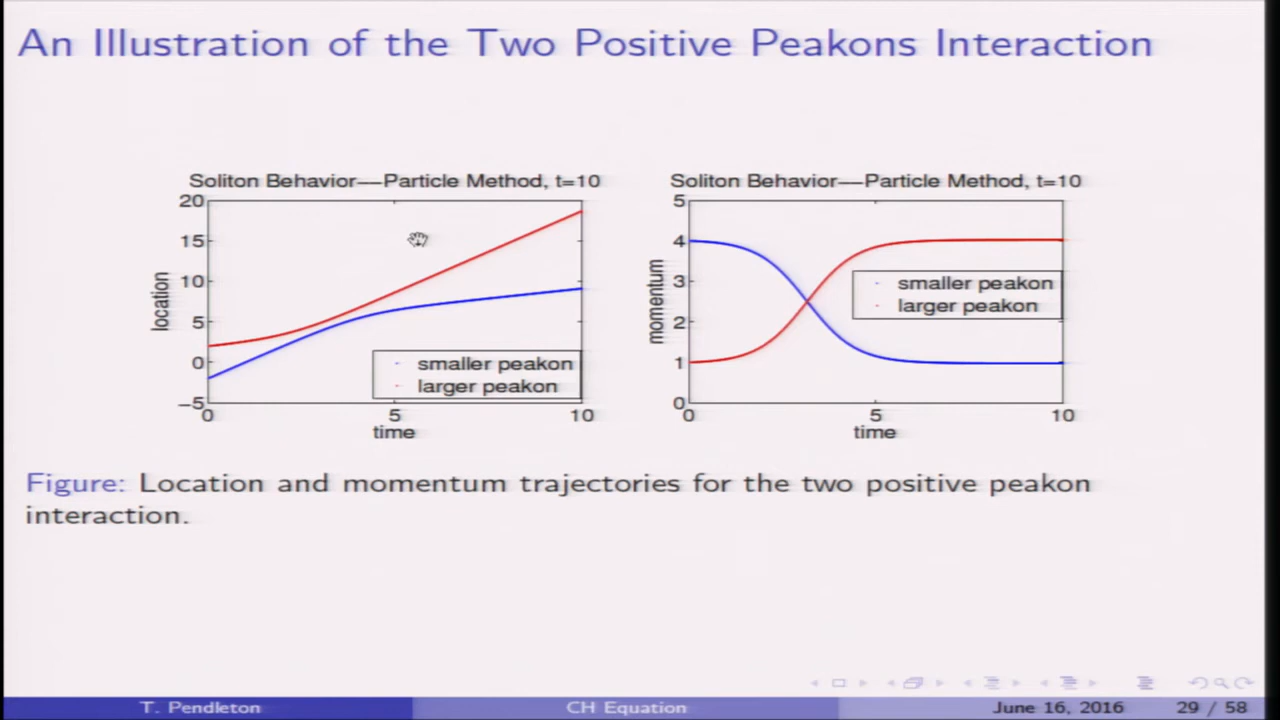 An Illustration of the Two Positive Peakons Interaction
Soliton Behavior—Particle Method, t=10
20
15
10
5
0
−5
location
0
5
10
time
smaller peakon
larger peakon
Soliton Behavior—Particle Method, t=10
5
4
3
2
1
0
momentum
0
5
10
time
smaller peakon
larger peakon
Figure: Location and momentum trajectories for the two positive peakon
interaction.
T. Pendleton
CH Equation
June 16, 2016
29 / 58